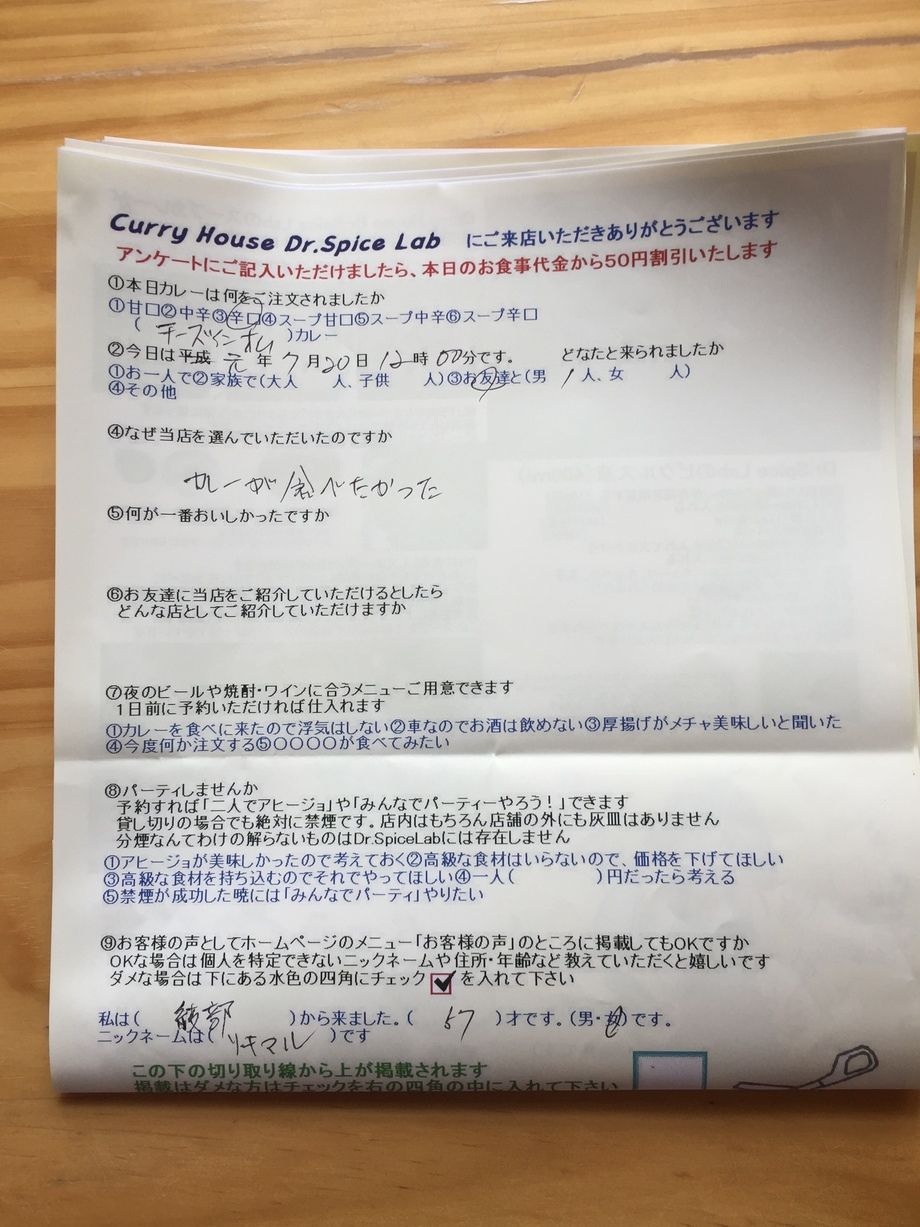 Curry House Dr.Spice Lab にご来店いただきありがとうございます
アンケートにご記入いただけましたら、本日のお食事代金から50円割引いたします
①本日カレーは何をご注文されましたか
①甘口②中辛③辛口④スープ甘口⑤スープ中辛⑥スープ辛口
(チーズインオム)カレー
②今日は平成 元 年 7 月 20 日 12 時 00 分です。 どなたと来られましたか
①お一人で②家族で(大人 人、子供 人)③お友達と(男 1 人、女 人)
④その他
④なぜ当店を選んでいただいたのですか
カレーが食べたかった
⑤何が一番おいしかったですか
⑥お友達に当店をご紹介していただけるとしたら
どんな店としてご紹介していただけますか
⑦夜のビールや焼酎・ワインに合うメニューご用意できます
1日前に予約いただければ仕入れます
①カレーを食べに来たので浮気はしない②車なのでお酒は飲めない③厚揚げがメチャ美味しいと聞いた
④今度何か注文する⑤〇〇〇〇が食べてみたい
⑧パーティしませんか
予約すれば「二人でアヒージョ」や「みんなでパーティーやろう!」できます
貸し切りの場合でも絶対に禁煙です。店内はもちろん店舗の外にも灰皿はありません
分煙なんてわけの解らないものはDr.SpiceLabには存在しません
①アヒージョが美味しかったので考えておく②高級な食材はいらないので、価格を下げてほしい
③高級な食材を持ち込むのでそれでやってほしい④一人( )円だったら考える
⑤禁煙が成功した暁には「みんなでパーティ」やりたい
⑨お客様の声としてホームページのメニュー「お客様の声」のところに掲載してもOKですか
OKな場合は個人を特定できないニックネームや住所・年齢など教えていただくと嬉しいです
ダメな場合は下にある水色の四角にチェック✔を入れて下さい
私は( 綾部 )から来ました。( 57 )才です。(男・女)です。
ニックネームは( リキマル )です
この下の切り取り線から上が掲載されます
掲載はダメな方はチェックを右の四角の中に入れて下さい